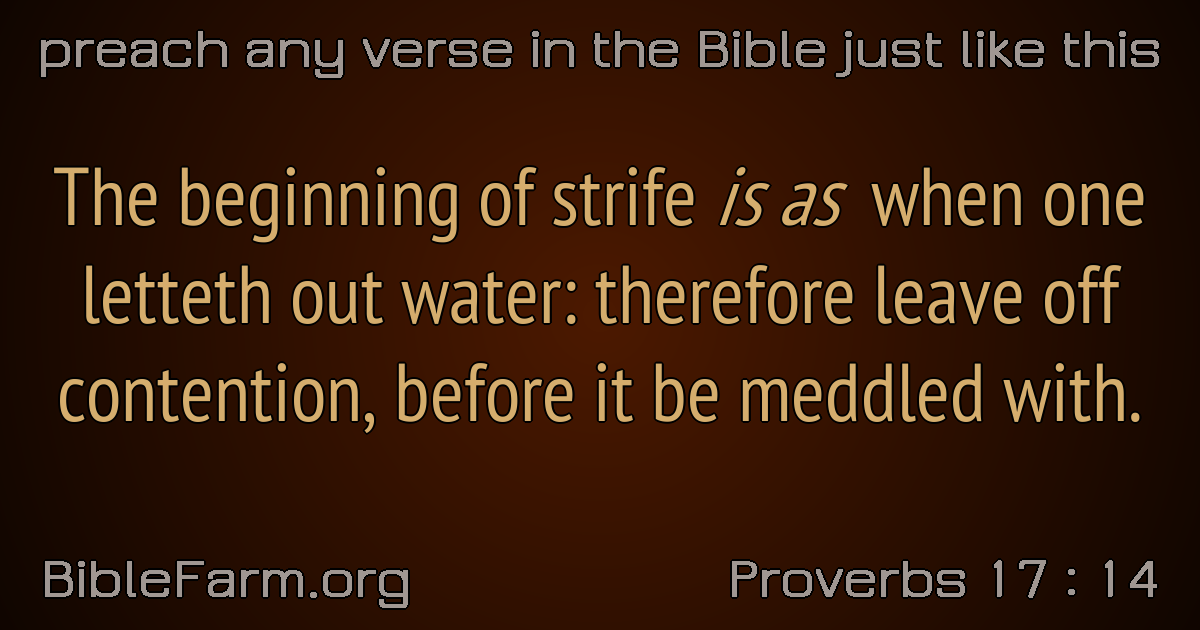 preach any verse in the Bible just like this
The beginning of strife is as when one
letteth out water: therefore leave off
contention, before it be meddled with.
BibleFarm.org
Proverbs 17 : 14